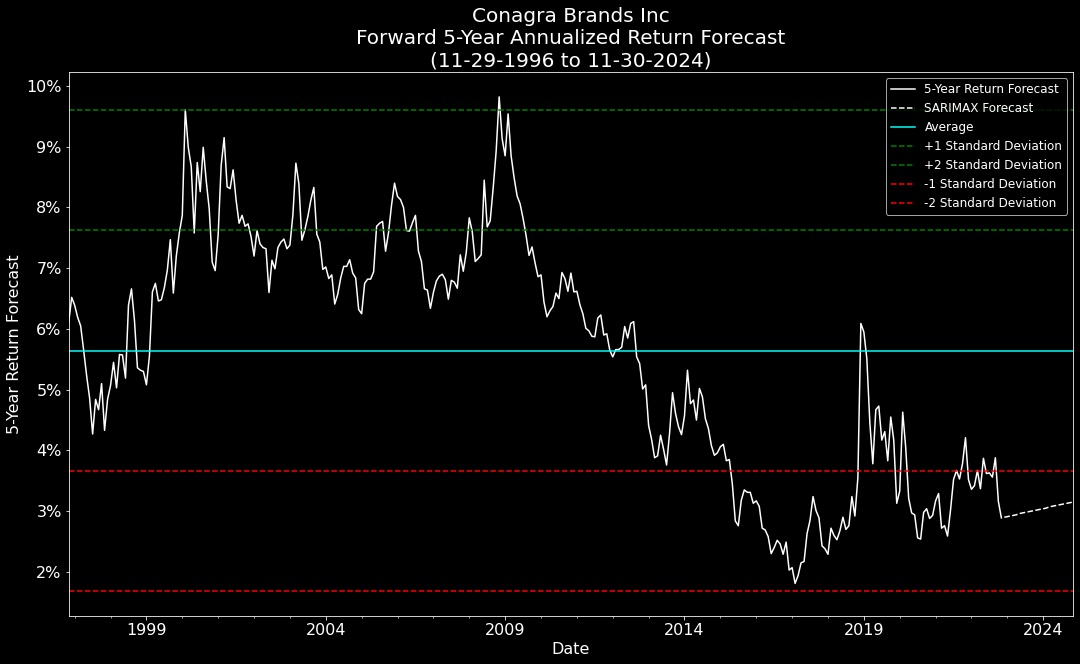 Conagra Brands Inc
Forward 5-Year Annualized Return Forecast
(11-29-1996 to 11-30-2024)
5-Year Return Forecast
10%
9%
8%
7%
6%
5%
4%
3%
2%
5-Year Return Forecast
SARIMAX Forecast
Average
+1 Standard Deviation
+2 Standard Deviation
-1 Standard Deviation
-2 Standard Deviation
1999
2004
2009
2014
2019
2024
Date